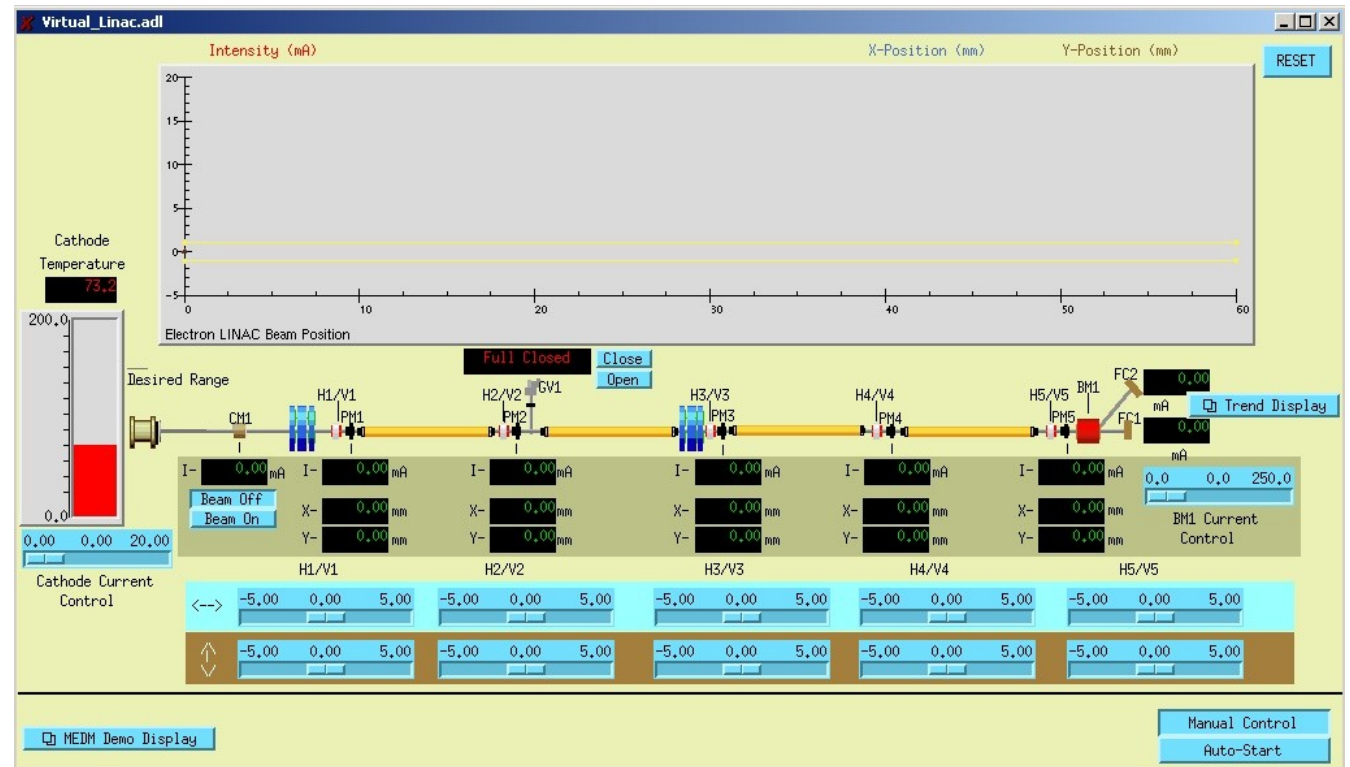 Virtual_Linac.adl
Intensity (mA)
X-Position (mm)
Y-Position (mm)
RESET
20
15
10
5
0
-5
0
10
20
30
40
50
60
Electron LINAC Beam Position
Cathode
Temperature
73.2
200.0
0.0
Desired Range
Full Closed
Close
Open
GV1
CM1
H1/V1
PM1
H2/V2
PM2
H3/V3
PM3
H4/V4
PM4
H5/V5
PM5
BM1
FC2
0.00
mA
FC1
0.00
mA
Trend Display
I- 0.00 mA
I- 0.00 mA
I- 0.00 mA
I- 0.00 mA
I- 0.00 mA
I- 0.00 mA
Beam Off
Beam On
X- 0.00 mm
X- 0.00 mm
X- 0.00 mm
X- 0.00 mm
X- 0.00 mm
Y- 0.00 mm
Y- 0.00 mm
Y- 0.00 mm
Y- 0.00 mm
Y- 0.00 mm
0.0 0.0 250.0
BM1 Current
Control
0.00 0.00 20.00
Cathode Current
Control
H1/V1
H2/V2
H3/V3
H4/V4
H5/V5
<-->
-5.00 0.00 5.00
-5.00 0.00 5.00
-5.00 0.00 5.00
-5.00 0.00 5.00
-5.00 0.00 5.00
-5.00 0.00 5.00
-5.00 0.00 5.00
-5.00 0.00 5.00
-5.00 0.00 5.00
-5.00 0.00 5.00
MEDM Demo Display
Manual Control
Auto-Start